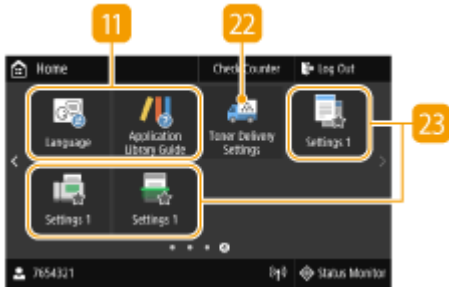 11
22
Home
Check Counter
Log Out
Language
Application
Library Guide
Toner Delivery
Settings
Settings 1
23
Settings 1
Settings 1
4
7654321
Status Monitor